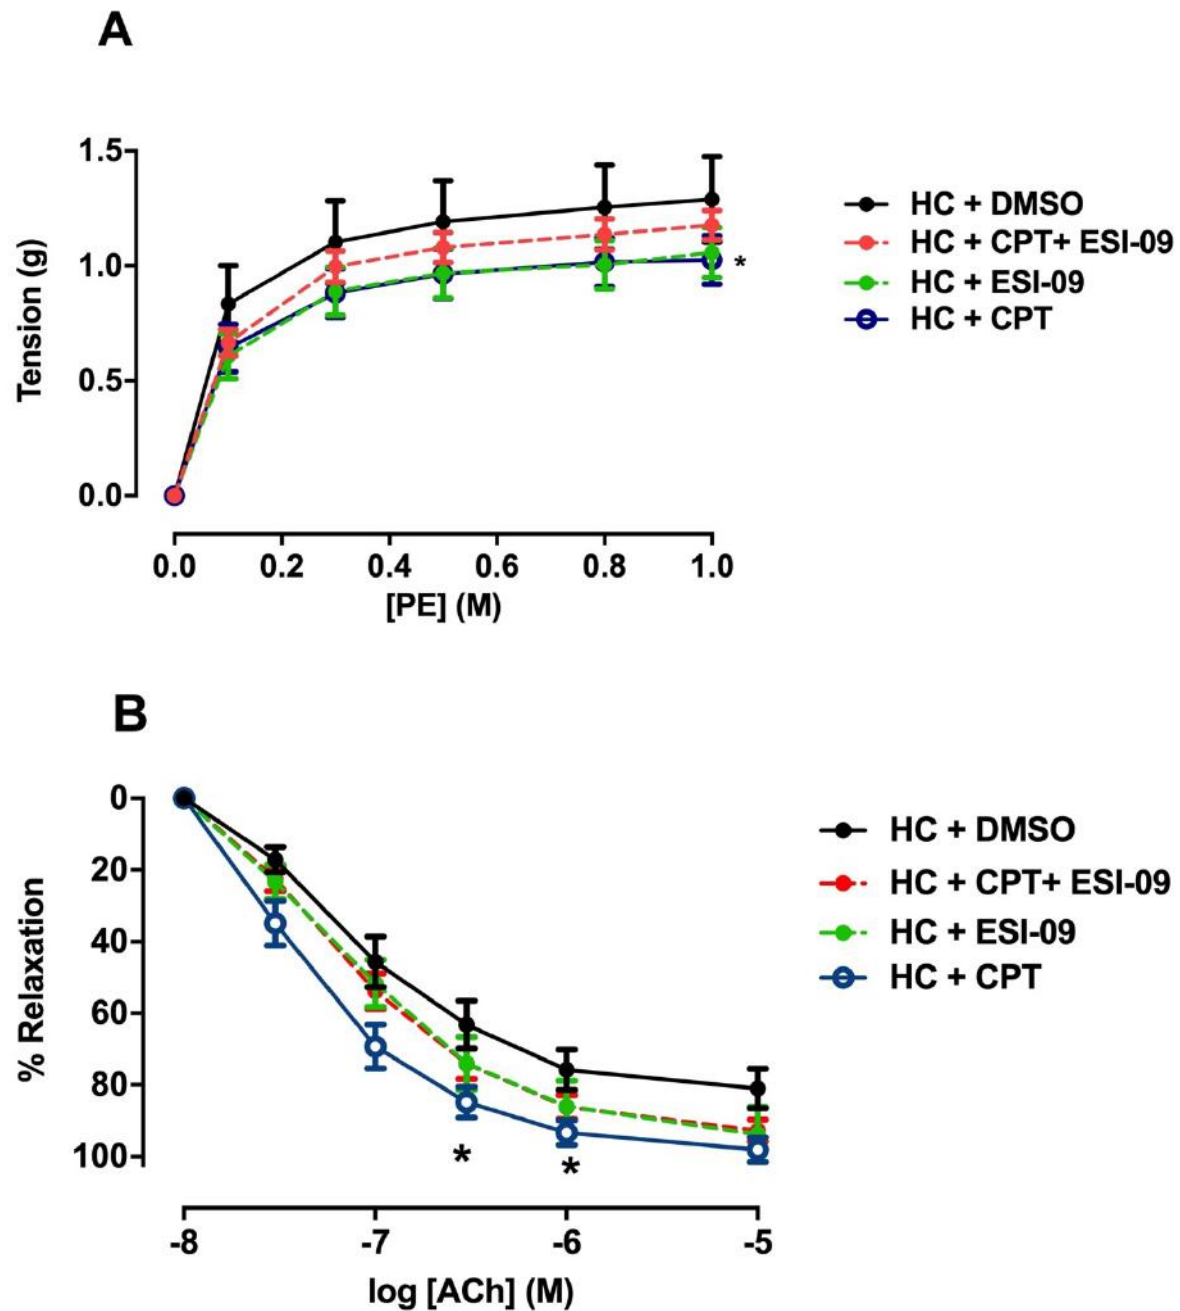 A
1.5
1.0
0.5
0.0
Tension (g)
0.0 0.2 0.4 0.6 0.8 1.0
[PE] (M)
*
HC + DMSO
HC + CPT+ ESI-09
HC + ESI-09
HC + CPT
B
0
20
40
60
80
100
% Relaxation
* *
-8 -7 -6 -5
log [ACh] (M)
HC + DMSO
HC + CPT+ ESI-09
HC + ESI-09
HC + CPT